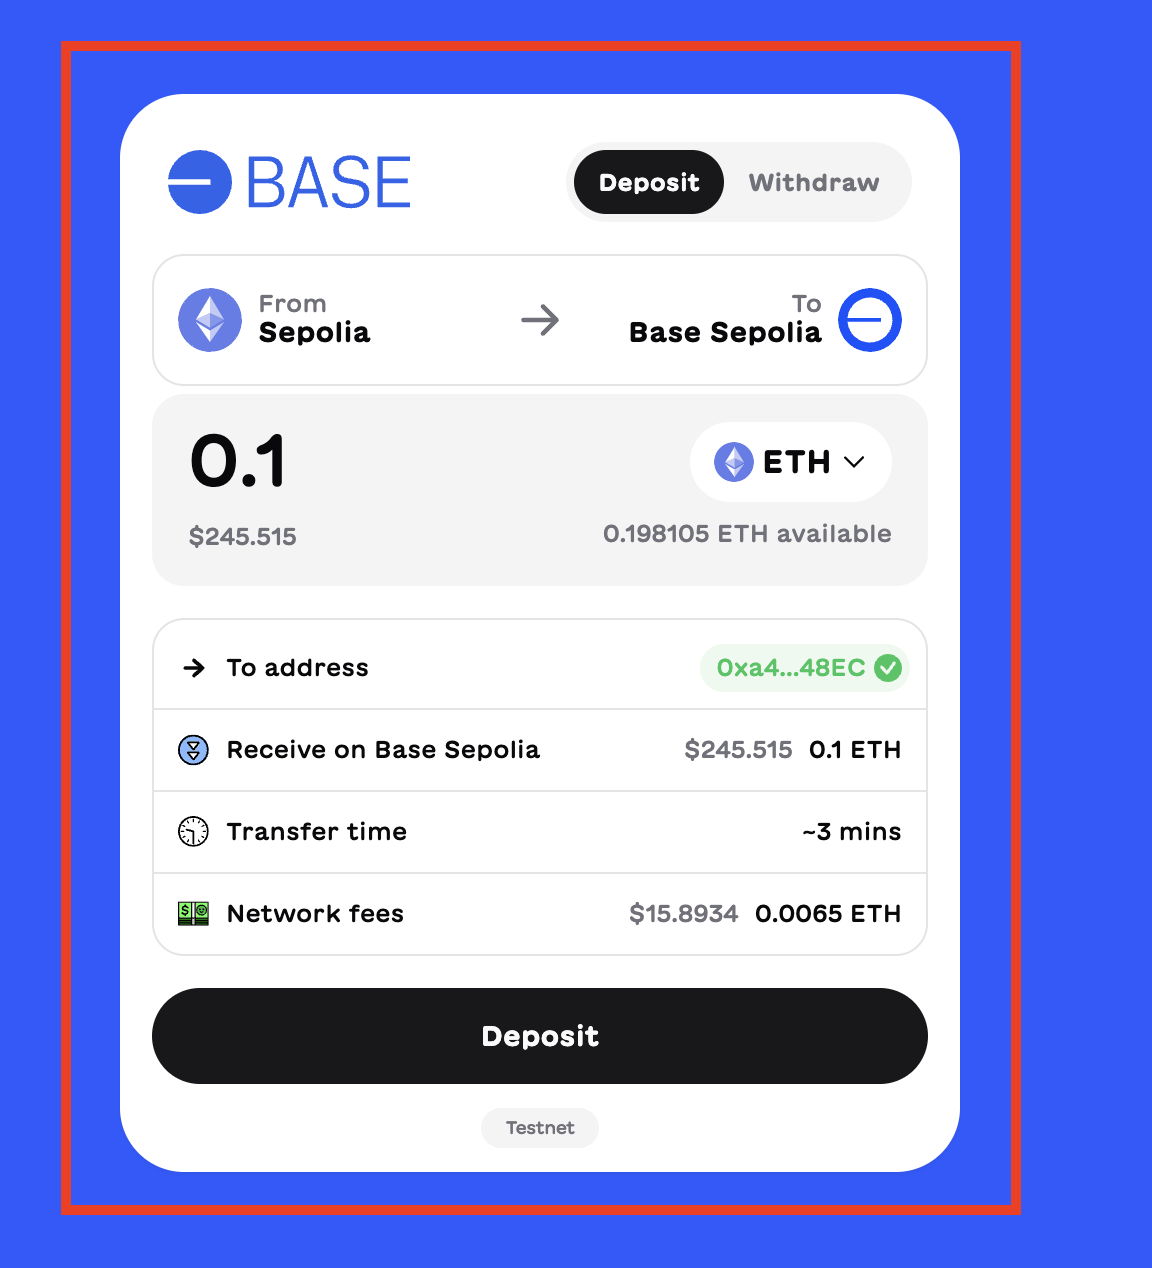 BASE
Deposit Withdraw
From
Sepolia
To
Base Sepolia
0.1
ETH
$245.515
0.198105 ETH available
To address 0xa4...48EC
Receive on Base Sepolia $245.515 0.1 ETH
Transfer time ~3 mins
Network fees $15.8934 0.0065 ETH
Deposit
Testnet